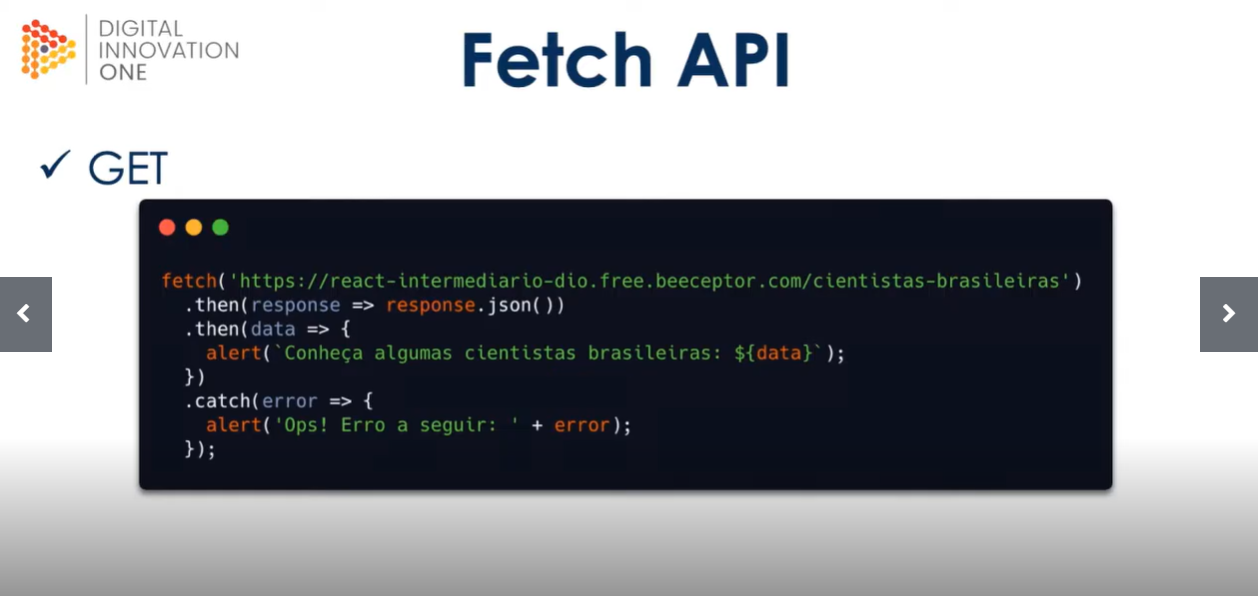 DIGITAL
INNOVATION
ONE
Fetch API
✓ GET
fetch('https://react-intermediario-dio.free.beeceptor.com/cientistas-brasileiras')
.then(response => response.json())
.then(data => {
alert(`Conheça algumas cientistas brasileiras: ${data}`);
})
.catch(error => {
alert('Ops! Erro a seguir: ' + error);
});